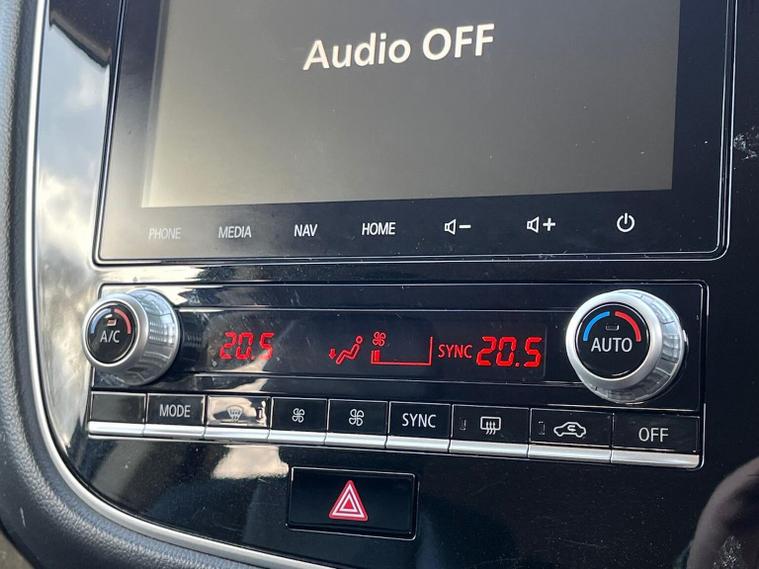 Audio OFF
PHONE MEDIA NAV HOME
A/C 20.5 SYNC 20.5 AUTO
MODE SYNC OFF